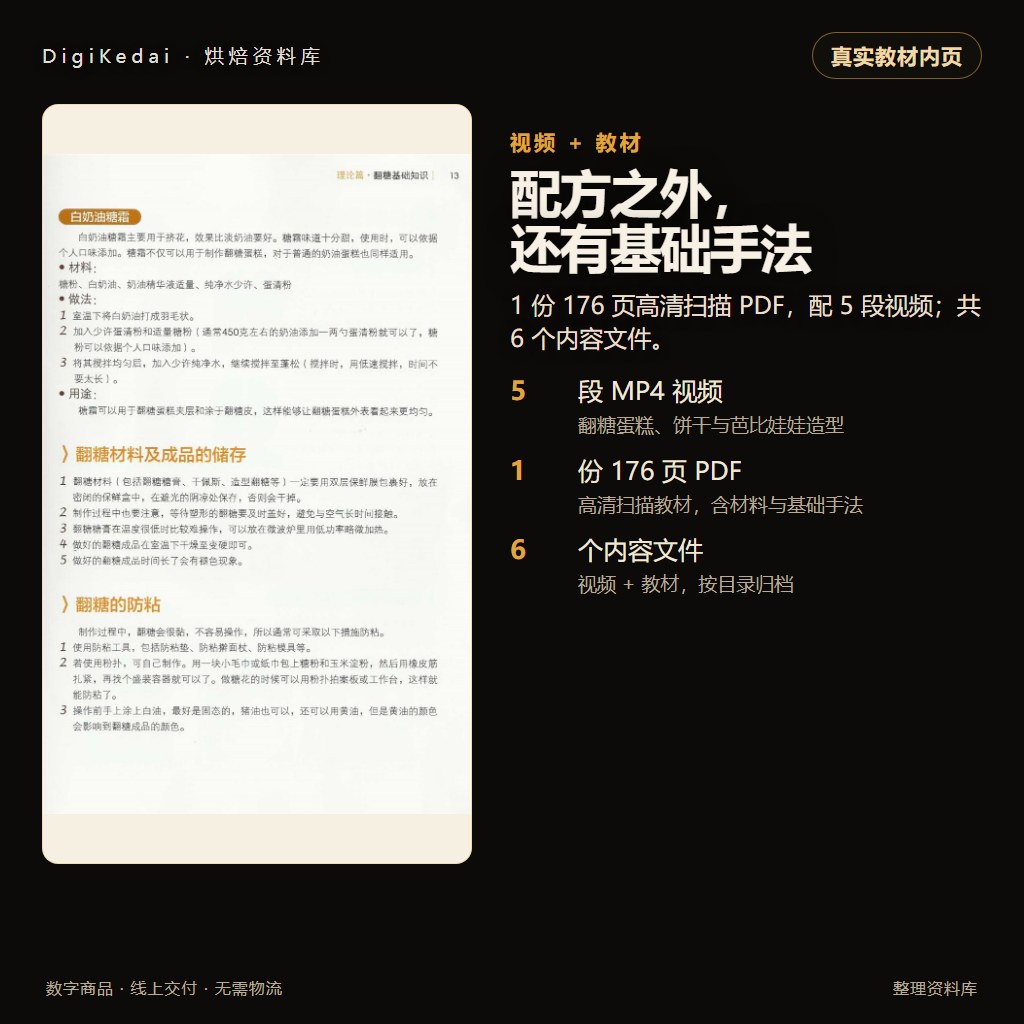 DigiKedai · 烘焙资料库
真实教材内页
理论篇·翻糖基础知识 | 13
白奶油糖霜
白奶油糖霜主要用于挤花，效果比淡奶油要好。糖霜味道十分甜，使用时，可以依据
个人口味添加。糖霜不仅可以用于制作翻糖蛋糕，对于普通的奶油蛋糕也同样适用。
• 材料：
糖粉、白奶油、奶油精华液适量、纯净水少许、蛋清粉
• 做法：
1 室温下将白奶油打成羽毛状。
2 加入少许蛋清粉和适量糖粉（通常450克左右的奶油添加一两勺蛋清粉就可以了，糖
粉可以依据个人口味添加）。
3 将其搅拌均匀后，加入少许纯净水，继续搅拌至蓬松（搅拌时，用低速搅拌，时间不
要太长）。
• 用途：
糖霜可以用于翻糖蛋糕夹层和涂于翻糖皮，这样能够让翻糖蛋糕外表看起来更均匀。
〉翻糖材料及成品的储存
1 翻糖材料（包括翻糖糖膏、干佩斯、造型翻糖等）一定要用双层保鲜膜包裹好，放在
密闭的保鲜盒中，在避光的阴凉处保存，否则会干掉。
2 制作过程中也要注意，等待塑形的翻糖要及时盖好，避免与空气长时间接触。
3 翻糖糖膏在温度很低时比较难操作，可以放在微波炉里用低功率略做加热。
4 做好的翻糖成品在室温下干燥至变硬即可。
5 做好的翻糖成品时间长了会有褪色现象。
〉翻糖的防粘
制作过程中，翻糖会很黏，不容易操作，所以通常可采取以下措施防粘。
1 使用防粘工具，包括防粘垫、防粘擀面杖、防粘模具等。
2 若使用粉扑，可自己制作。用一块小毛巾或纸巾包上糖粉和玉米淀粉，然后用橡皮筋
扎紧，再找个盛装容器就可以了。做糖花的时候可以用粉扑拍案板或工作台，这样就
能防粘了。
3 操作前手上涂上白油，最好是固态的，猪油也可以，还可以用黄油，但是黄油的颜色
会影响到翻糖成品的颜色。
视频 + 教材
配方之外，
还有基础手法
1 份 176 页高清扫描 PDF，配 5 段视频；共
6 个内容文件。
5 段 MP4 视频
翻糖蛋糕、饼干与芭比娃娃造型
1 份 176 页 PDF
高清扫描教材，含材料与基础手法
6 个内容文件
视频 + 教材，按目录归档
数字商品 · 线上交付 · 无需物流
整理资料库